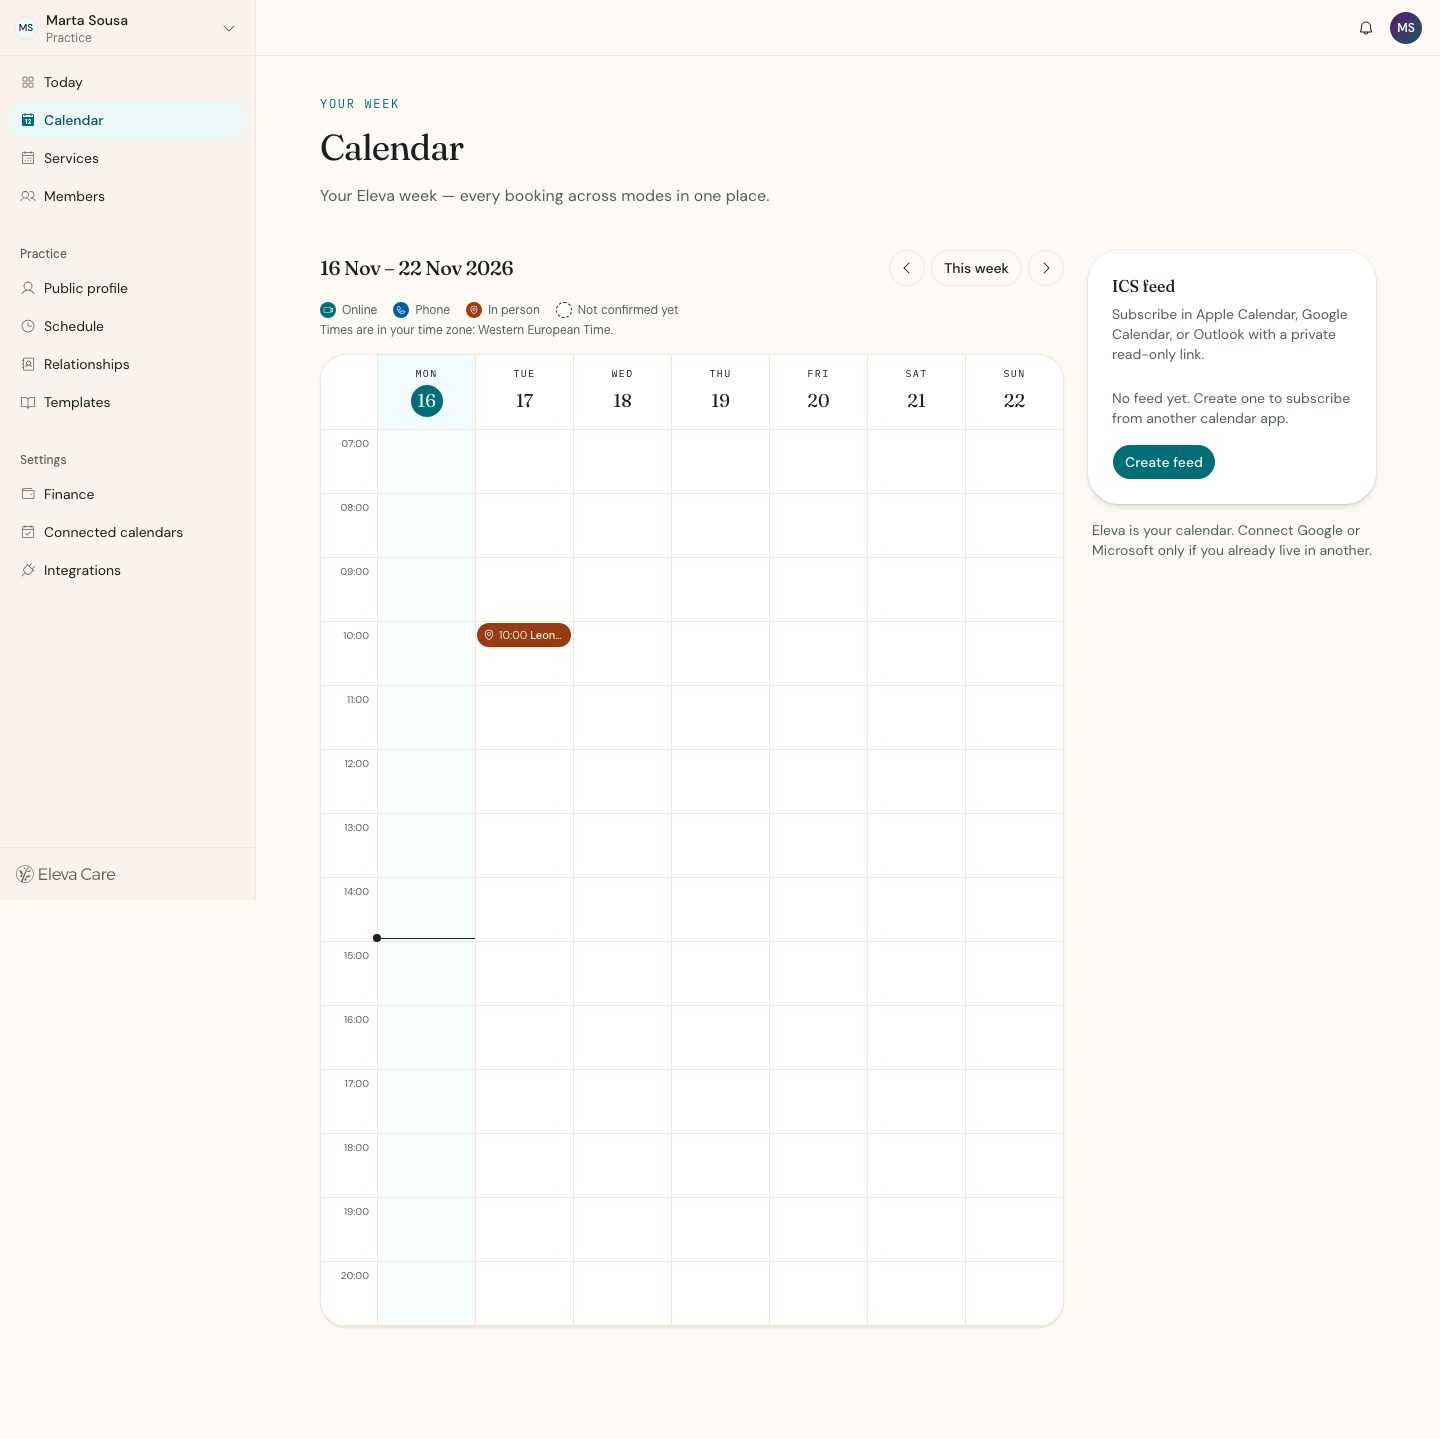 MS
Marta Sousa
Practice
MS
Today
12
Calendar
Services
Members
Practice
Public profile
Schedule
Relationships
Templates
Settings
Finance
Connected calendars
Integrations
Eleva Care
YOUR WEEK
Calendar
Your Eleva week — every booking across modes in one place.
16 Nov – 22 Nov 2026
This week
Online Phone In person Not confirmed yet
Times are in your time zone: Western European Time.
MON TUE WED THU FRI SAT SUN
16 17 18 19 20 21 22
07:00
08:00
09:00
10:00
10:00 Leon…
11:00
12:00
13:00
14:00
15:00
16:00
17:00
18:00
19:00
20:00
ICS feed
Subscribe in Apple Calendar, Google
Calendar, or Outlook with a private
read-only link.
No feed yet. Create one to subscribe
from another calendar app.
Create feed
Eleva is your calendar. Connect Google or
Microsoft only if you already live in another.